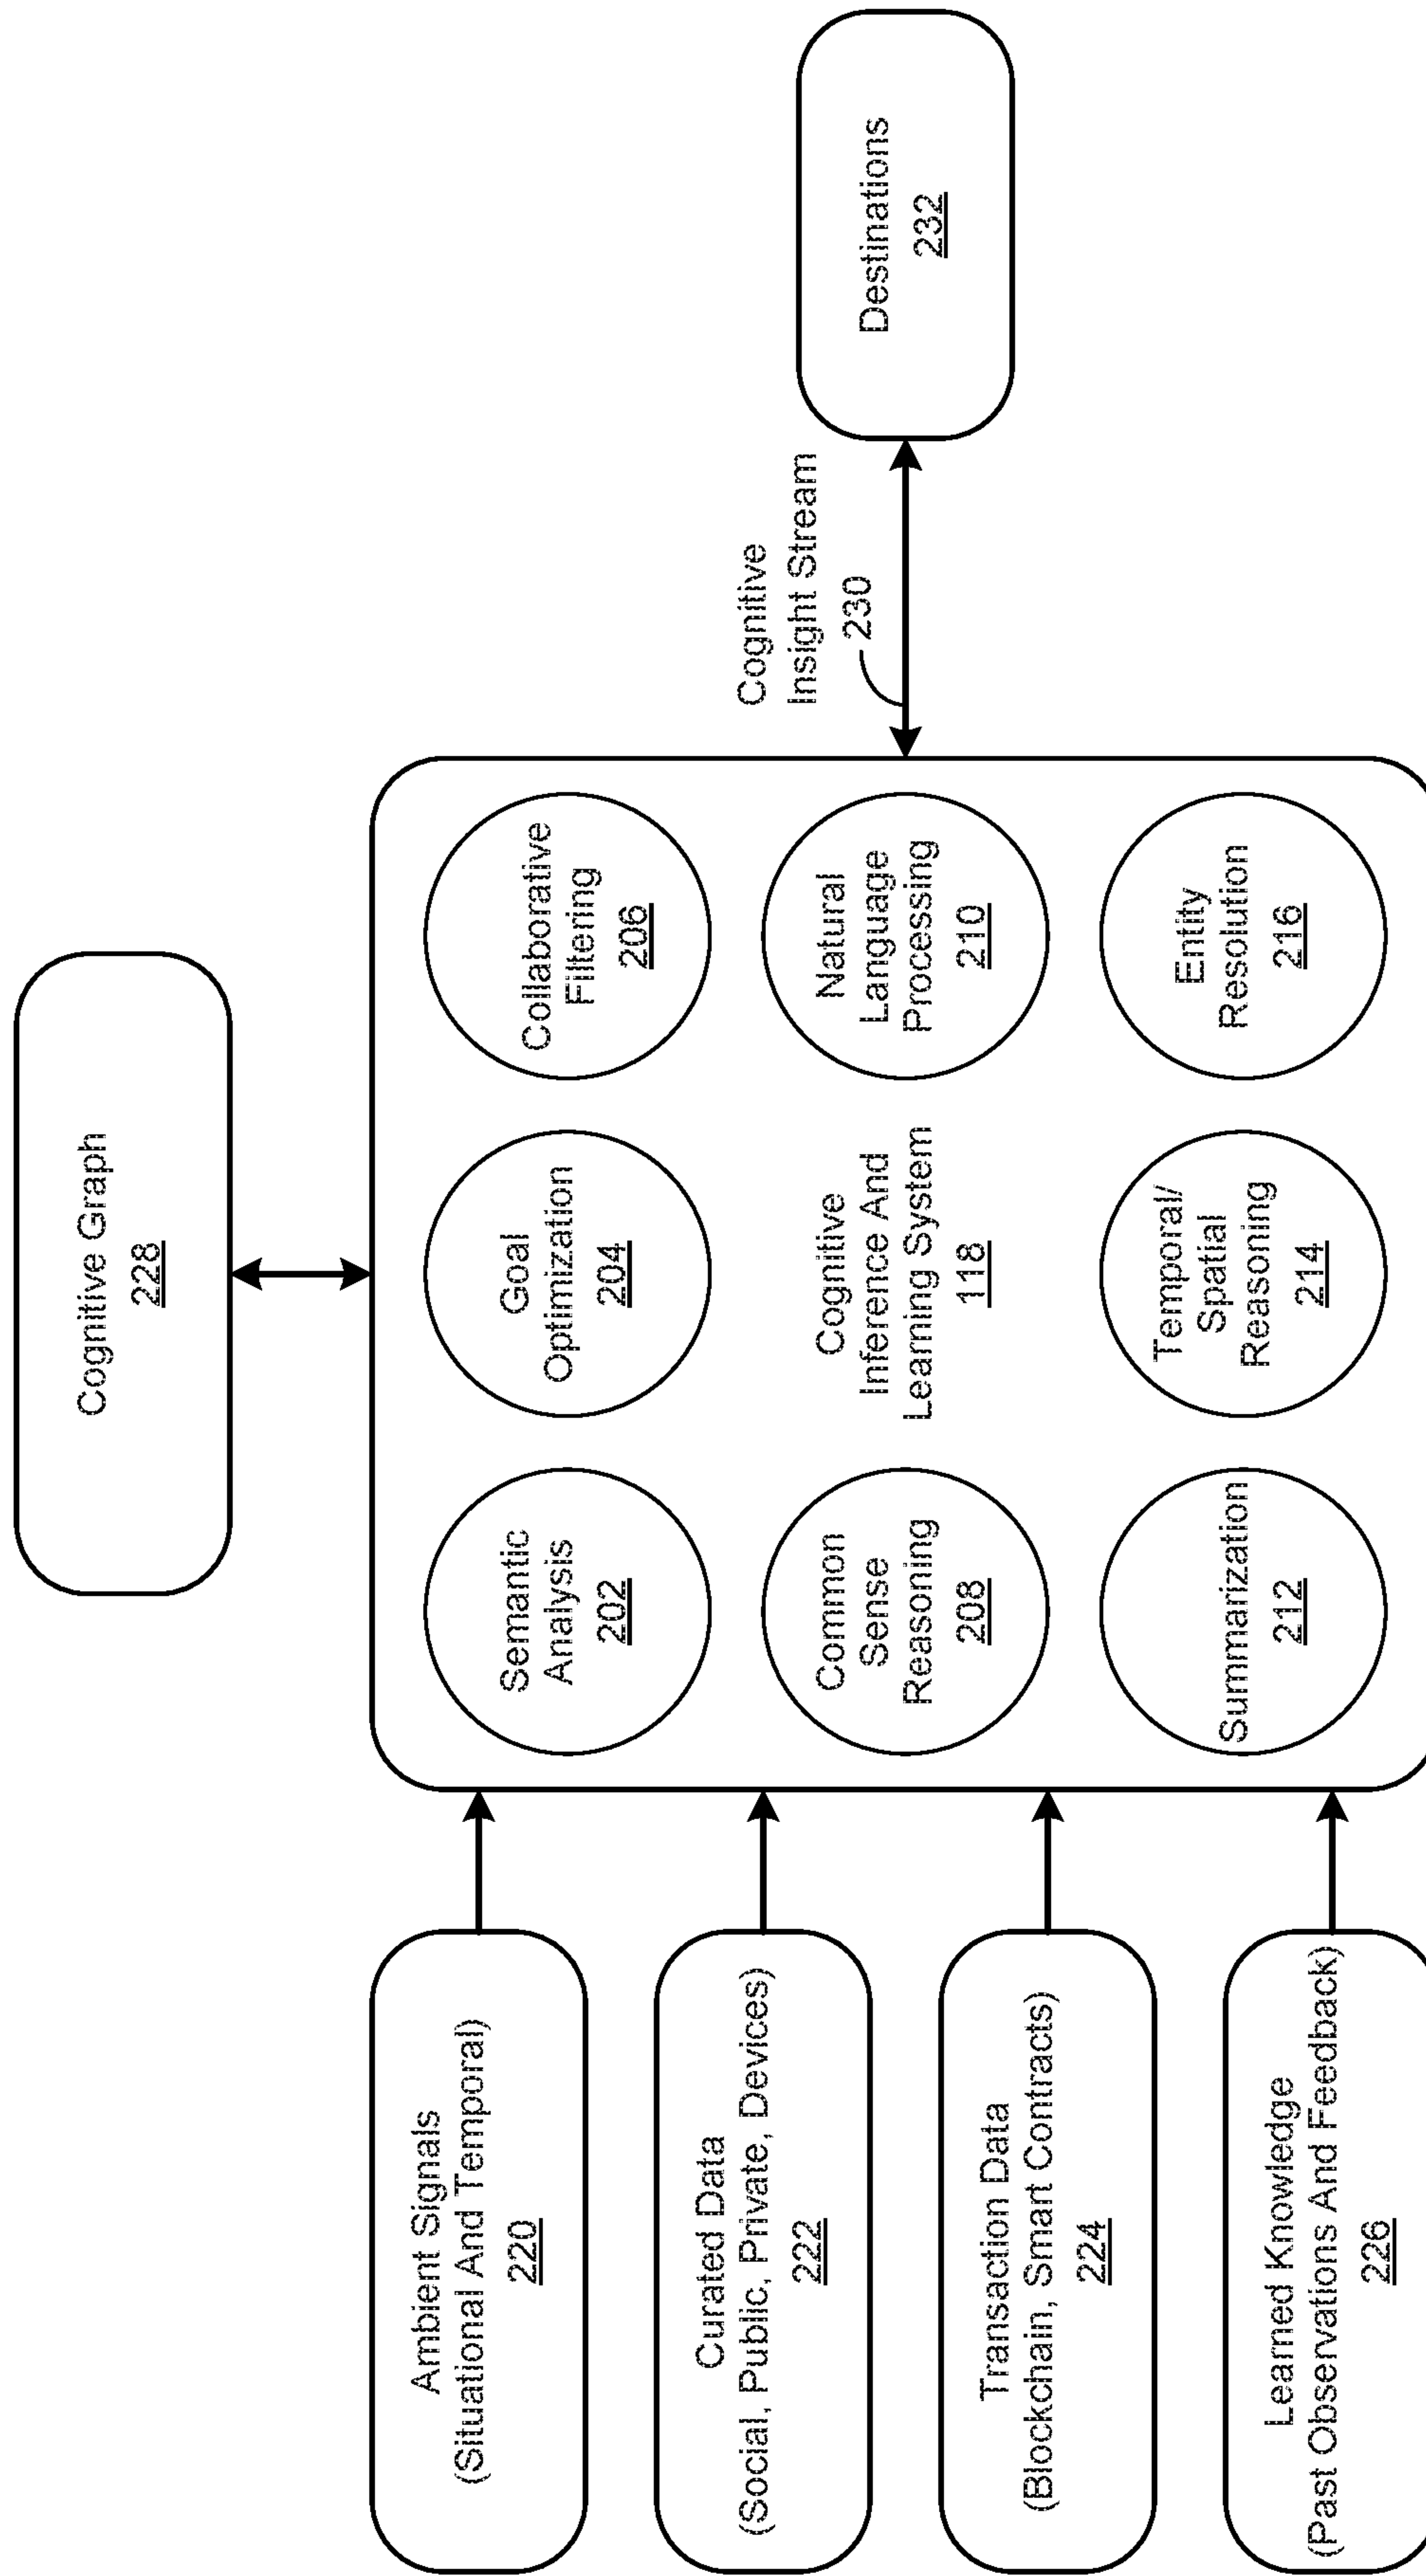 Cognitive Graph
228
Ambient Signals
(Situational And Temporal)
220
Curated Data
(Social, Public, Private, Devices)
222
Transaction Data
(Blockchain, Smart Contracts)
224
Learned Knowledge
(Past Observations And Feedback)
226
Semantic
Analysis
202
Goal
Optimization
204
Collaborative
Filtering
206
Common
Sense
Reasoning
208
Cognitive
Inference And
Learning System
118
Natural
Language
Processing
210
Summarization
212
Temporal/
Spatial
Reasoning
214
Entity
Resolution
216
Cognitive
Insight Stream
230
Destinations
232